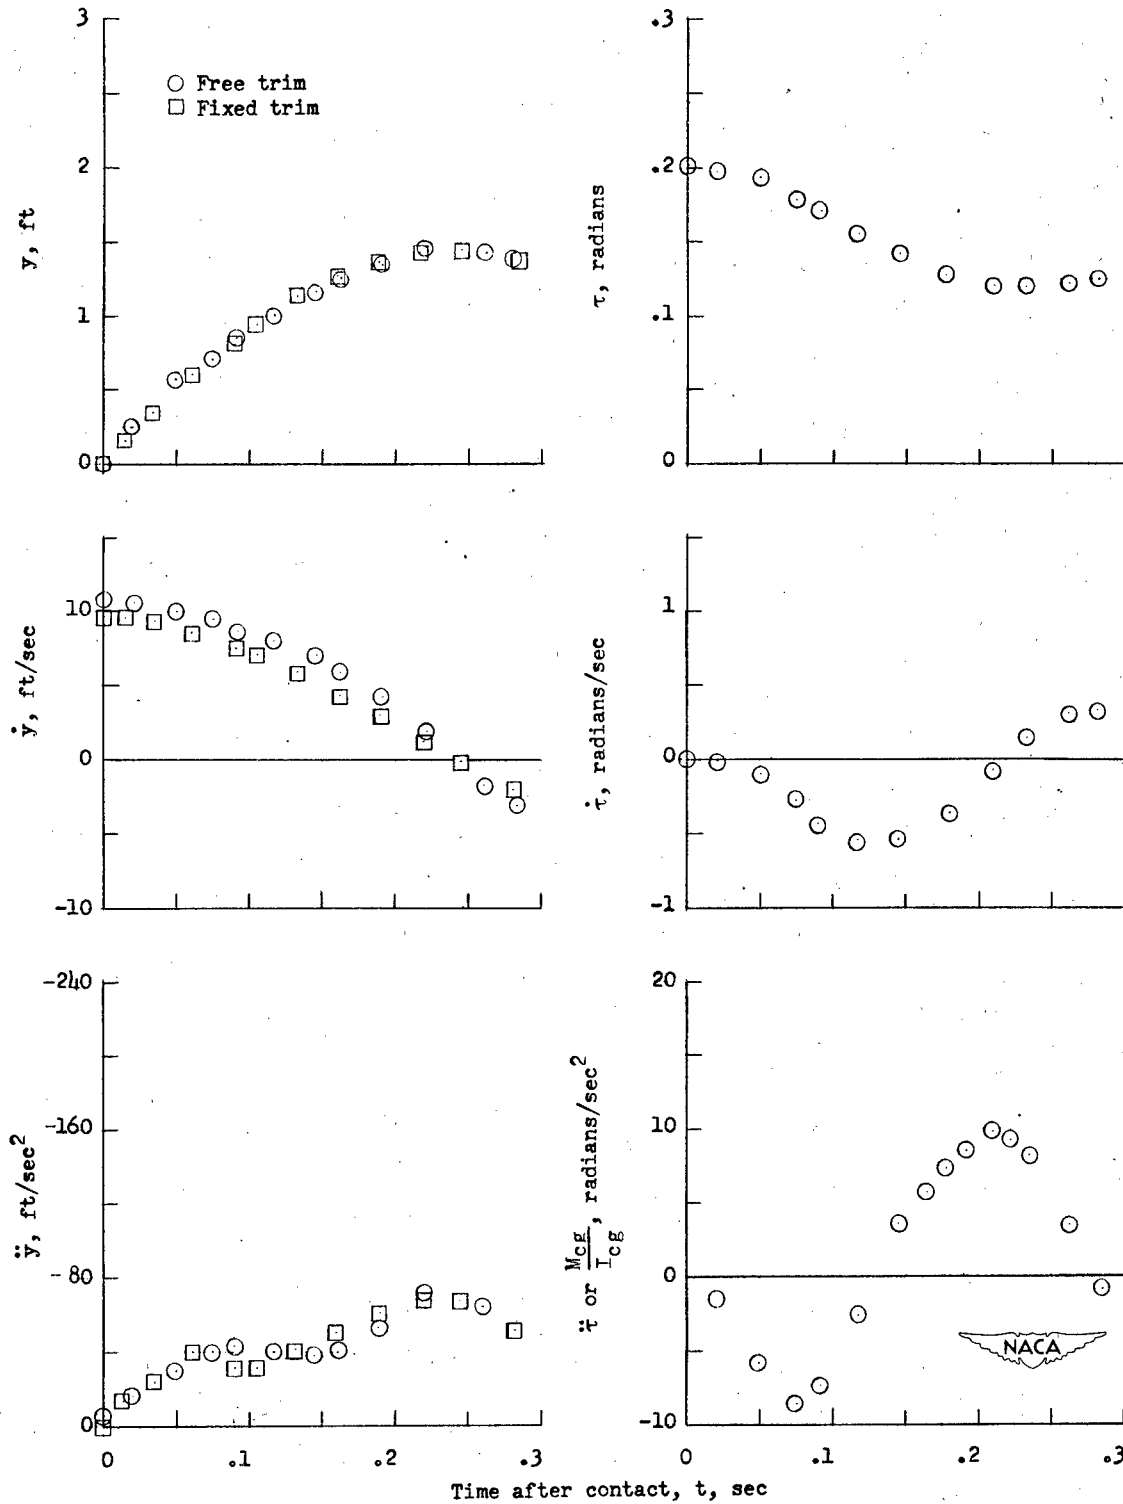 3
2
1
0
y, ft
○ Free trim
□ Fixed trim
.3
.2
.1
0
τ, radians
10
0
-10
ẏ, ft/sec
1
0
-1
τ̇, radians/sec
-240
-160
-80
0
ÿ, ft/sec²
0 .1 .2 .3
20
10
0
-10
τ̈ or Mcg/Icg, radians/sec²
NACA
0 .1 .2 .3
Time after contact, t, sec